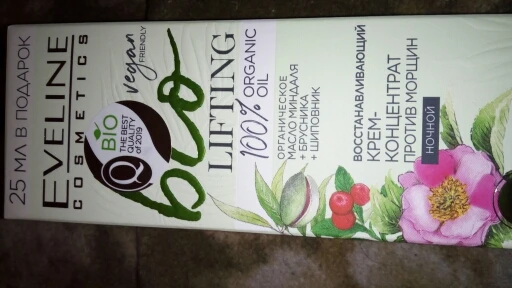 25 МЛ В ПОДАРОК
EVELINE
COSMETICS
BIO
THE BEST
QUALITY
of 2019
vegan
FRIENDLY
bio
LIFTING
100% ORGANIC
OIL
ОРГАНИЧЕСКОЕ
МАСЛО МИНДАЛЯ
+ БРУСНИКА
+ ШИПОВНИК
ВОССТАНАВЛИВАЮЩИЙ
КРЕМ-
КОНЦЕНТРАТ
ПРОТИВ МОРЩИН
НОЧНОЙ